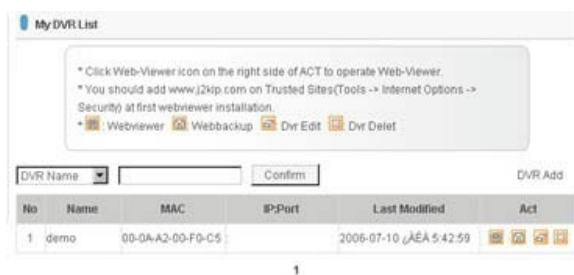 My DVR List
* Click Web-Viewer icon on the right side of ACT to operate Web-Viewer.
* You should add www.j2kip.com on Trusted Sites(Tools -> Internet Options ->
Security) at first webviewer installation.
* : Webviewer Webbackup Dvr Edit Dvr Delet
DVR Name Confirm DVR Add
No Name MAC IP:Port Last Modified Act
1 demo 00-0A-A2-00-F0-C5 : 2006-07-10 ¿ÀÈÄ 5:42:59
1